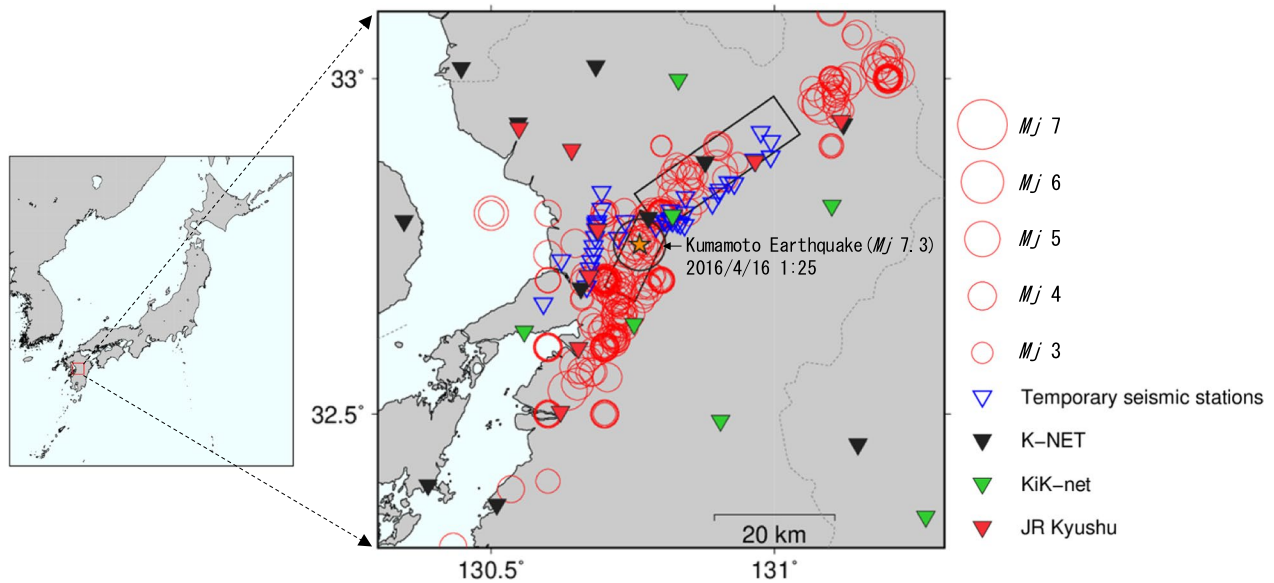 33°
32.5°
130.5°
131°
Kumamoto Earthquake(Mj 7.3)
2016/4/16 1:25
20 km
Mj 7
Mj 6
Mj 5
Mj 4
Mj 3
Temporary seismic stations
K-NET
KiK-net
JR Kyushu